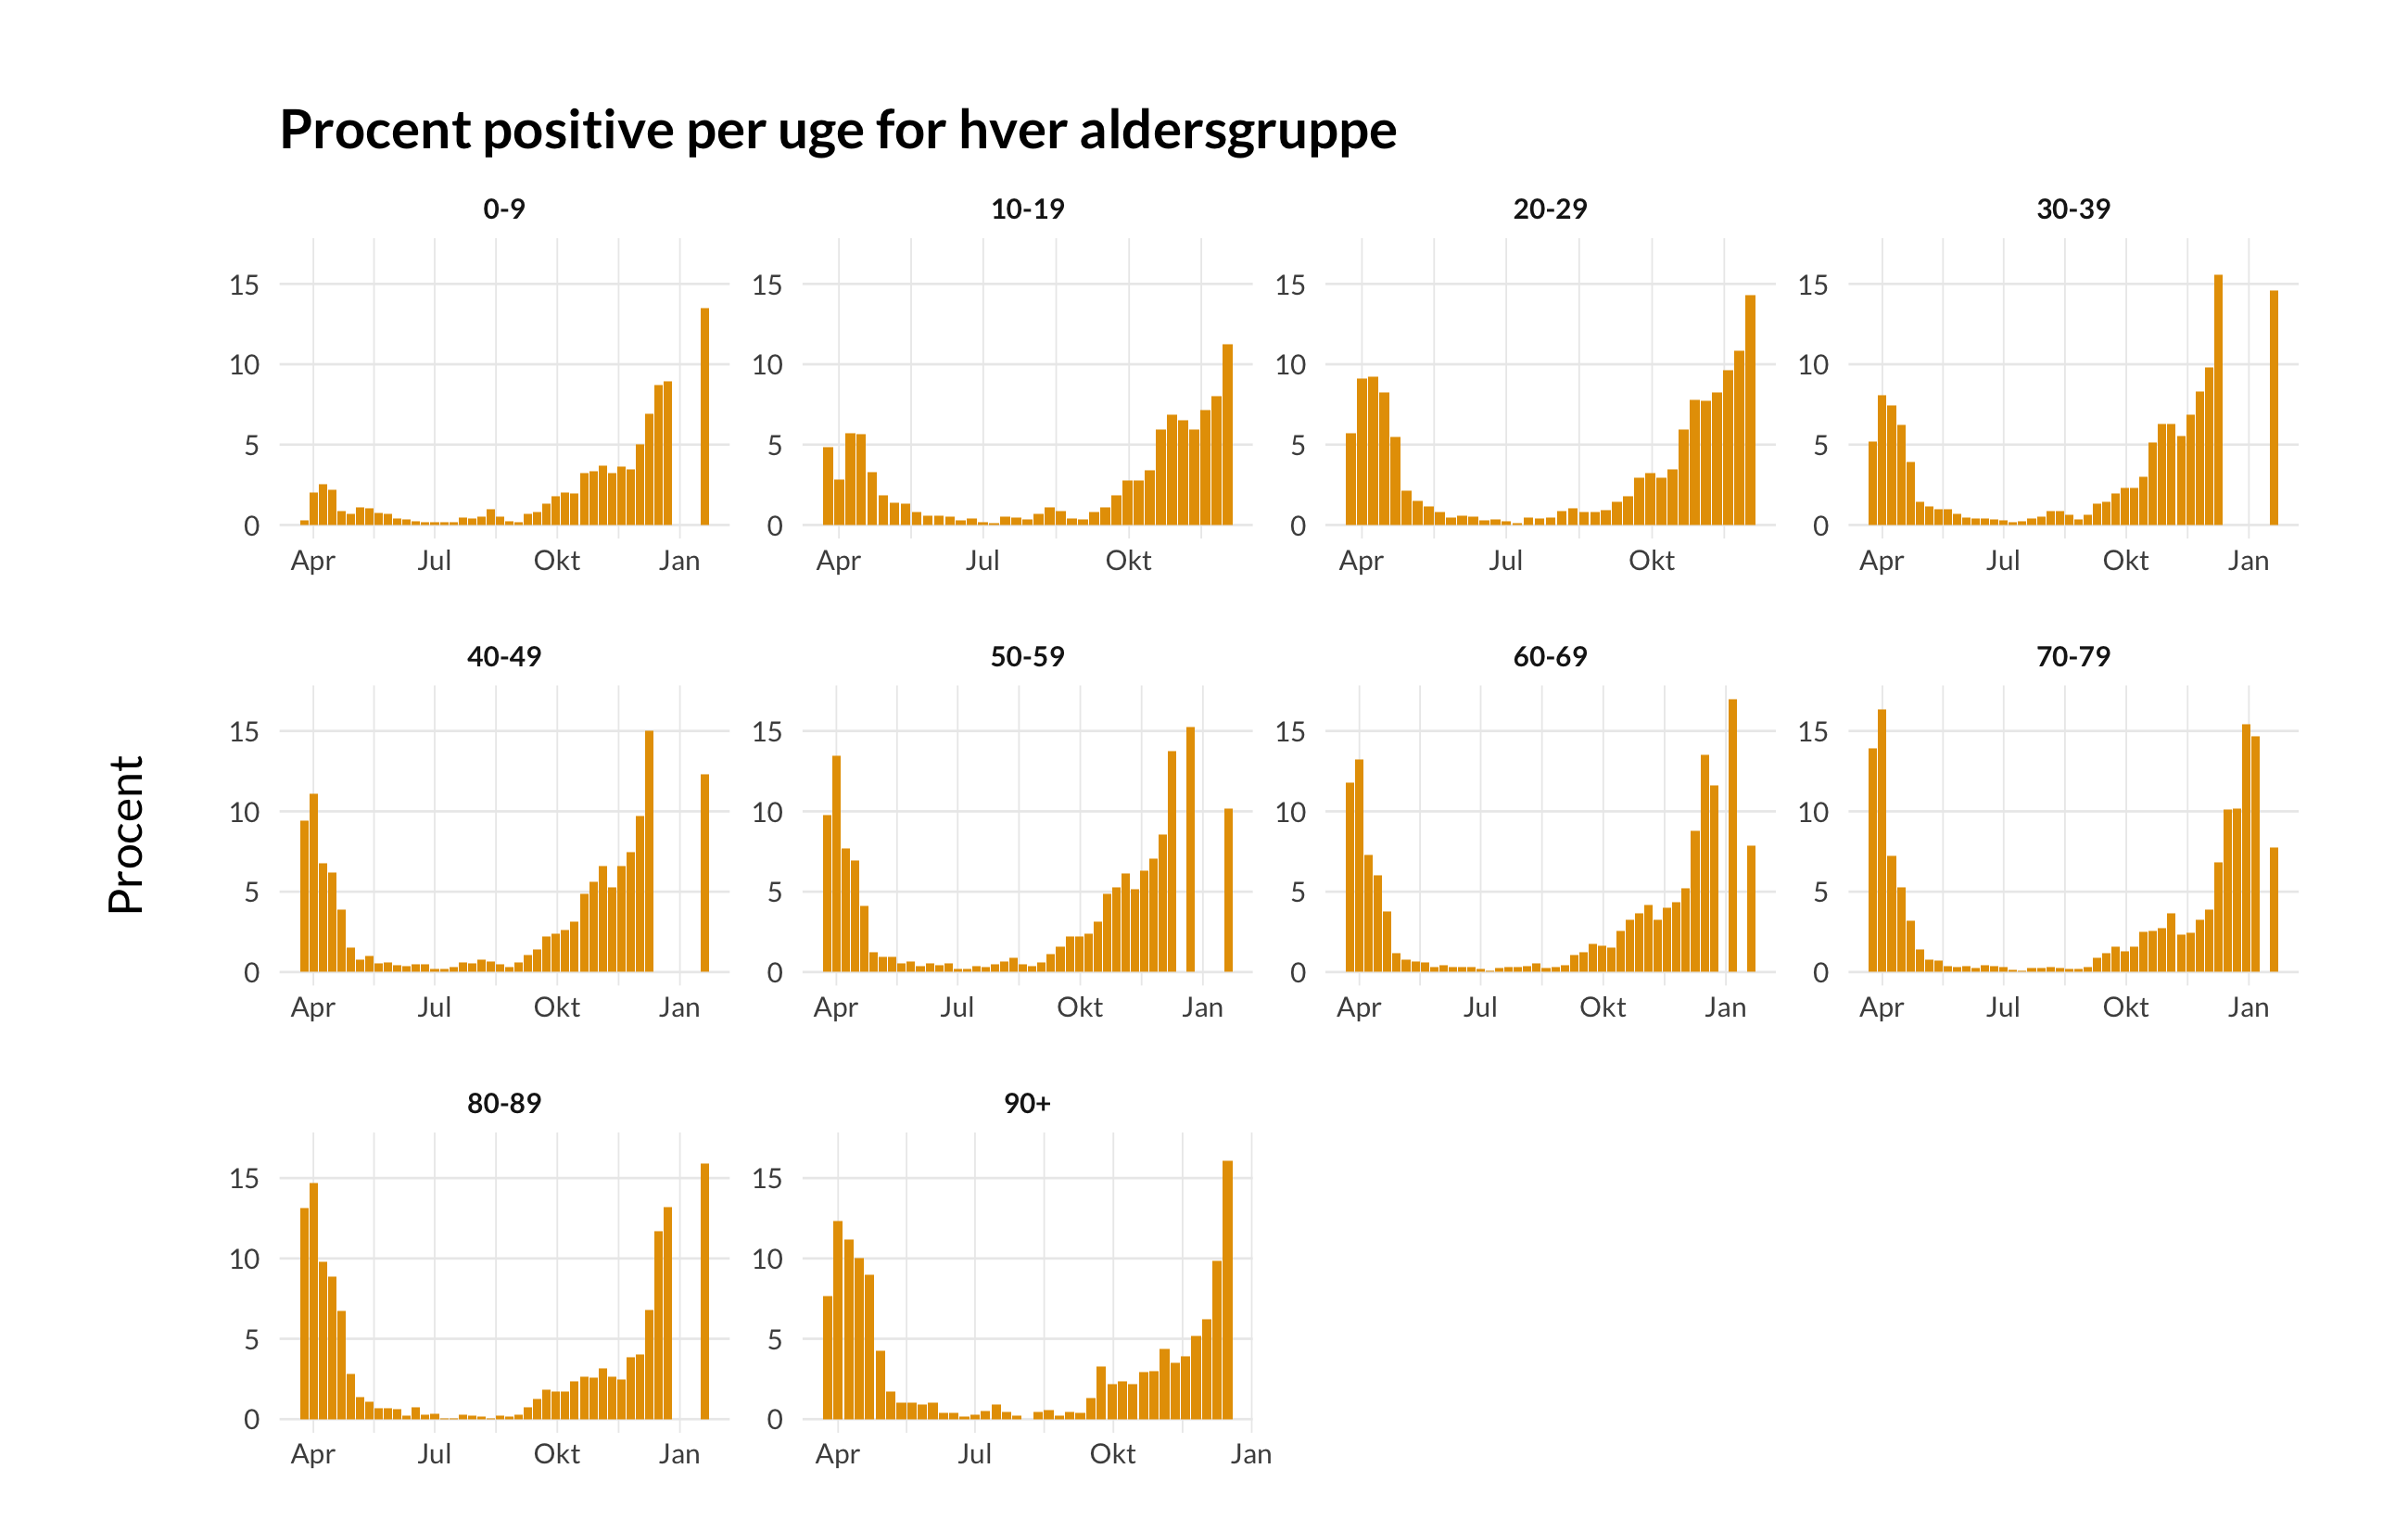 Procent positive per uge for hver aldersgruppe
0-9 10-19 20-29 30-39
15 15 15 15
10 10 10 10
5 5 5 5
0 0 0 0
Apr Jul Okt Jan Apr Jul Okt Apr Jul Okt Apr Jul Okt Jan
40-49 50-59 60-69 70-79
15 15 15 15
10 10 10 10
5 5 5 5
0 0 0 0
Apr Jul Okt Jan Apr Jul Okt Jan Apr Jul Okt Jan Apr Jul Okt Jan
Procent
80-89 90+
15 15
10 10
5 5
0 0
Apr Jul Okt Jan Apr Jul Okt Jan